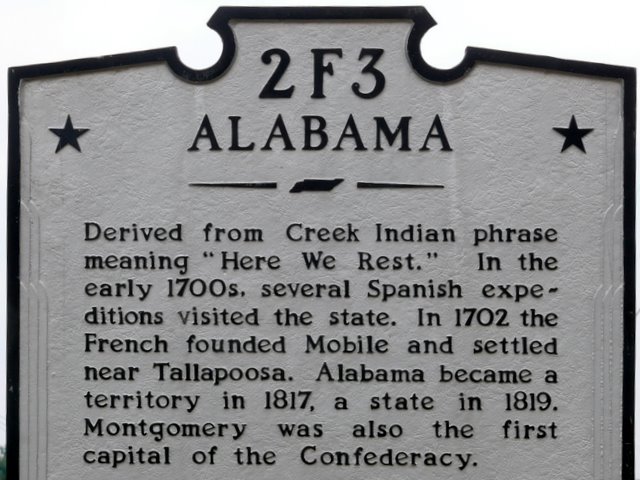 2F3
ALABAMA
Derived from Creek Indian phrase
meaning "Here We Rest." In the
early 1700s, several Spanish expe-
ditions visited the state. In 1702 the
French founded Mobile and settled
near Tallapoosa. Alabama became a
territory in 1817, a state in 1819.
Montgomery was also the first
capital of the Confederacy.